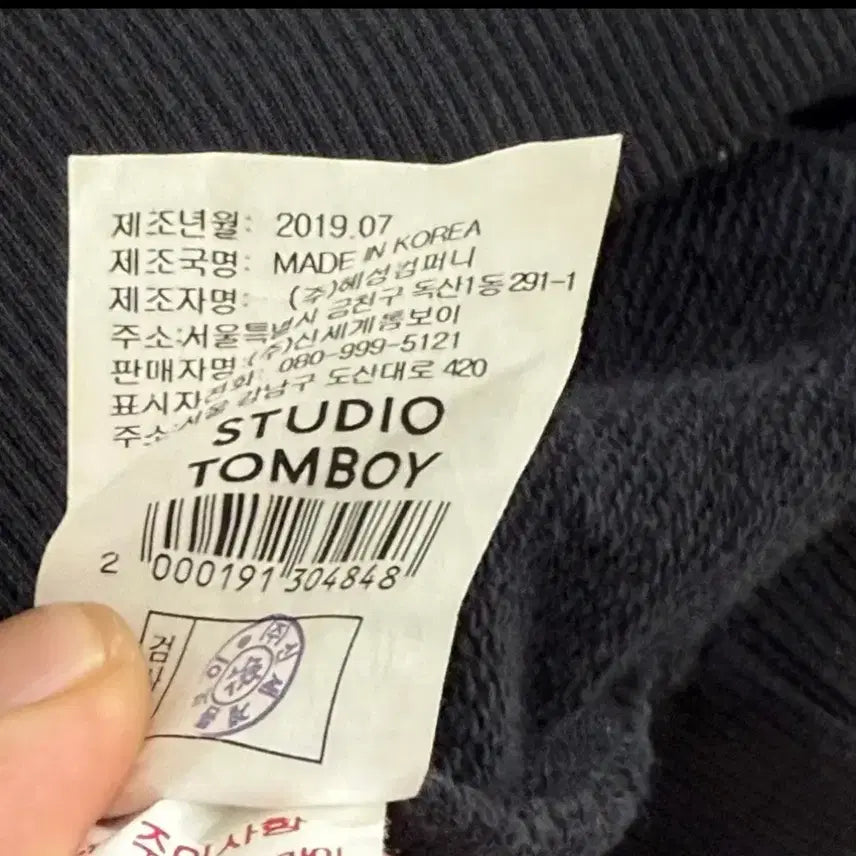 제조년월: 2019.07
제조국명: MADE IN KOREA
제조자명: (주)혜성컴퍼니
주소:서울특별시 금천구 독산1동 291-1
판매자명:(주)신세계톰보이
표시자전화: 080-999-5121
주소:서울 강남구 도산대로 420
STUDIO
TOMBOY
2 000191 304848
검사